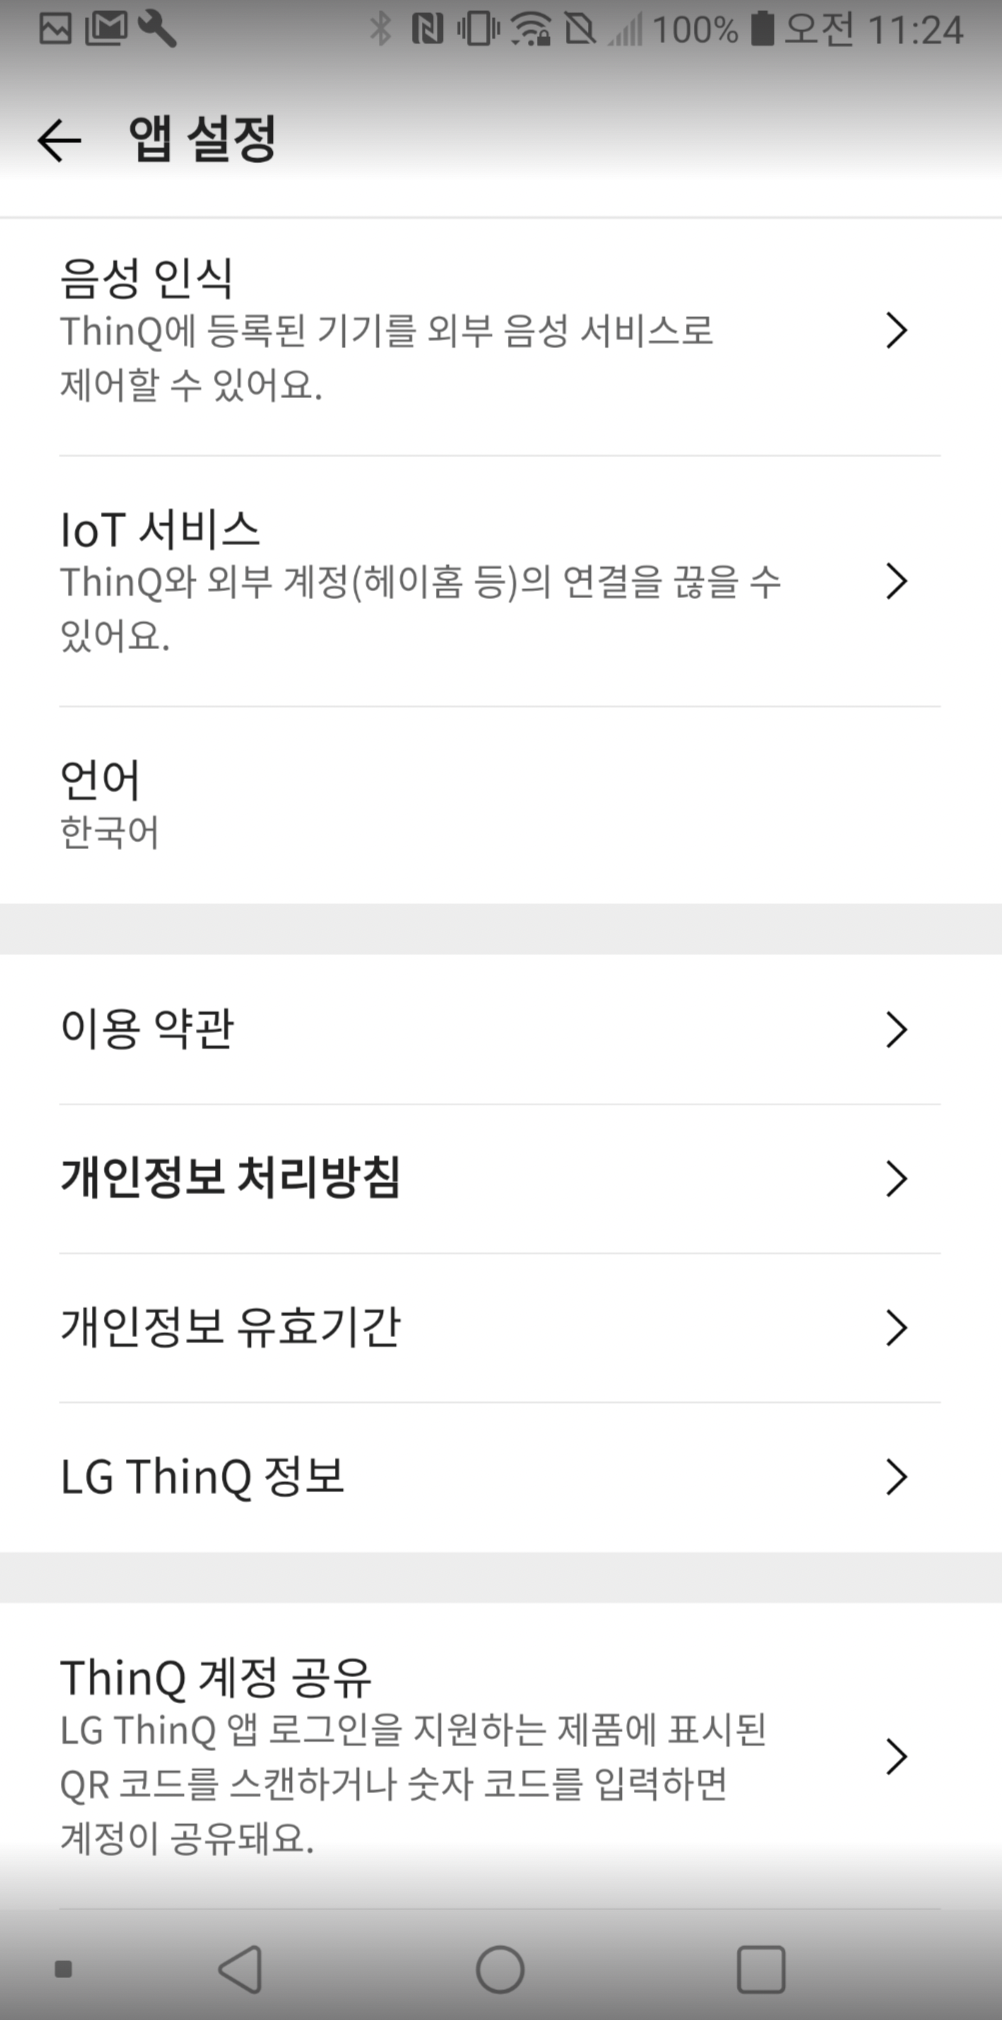 100% 오전 11:24
앱 설정
음성 인식
ThinQ에 등록된 기기를 외부 음성 서비스로
제어할 수 있어요.
IoT 서비스
ThinQ와 외부 계정(헤이홈 등)의 연결을 끊을 수
있어요.
언어
한국어
이용 약관
개인정보 처리방침
개인정보 유효기간
LG ThinQ 정보
ThinQ 계정 공유
LG ThinQ 앱 로그인을 지원하는 제품에 표시된
QR 코드를 스캔하거나 숫자 코드를 입력하면
계정이 공유돼요.